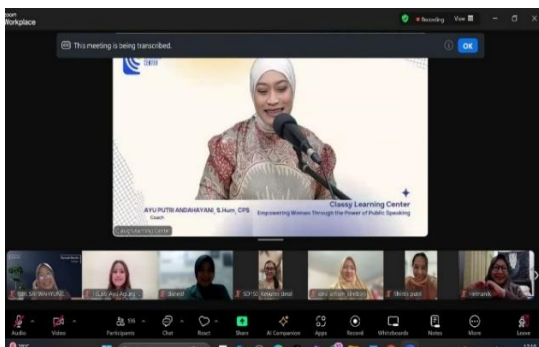 zoom
Workplace
Recording
View
This meeting is being transcribed.
OK
CENTER
AYU PUTRI ANDAHAYANI, S.Hum, CPS
Coach
Classy Learning Center
Empowering Women Through the Power of Public Speaking
Classy Learning Center
Audio
Video
Participants
Chat
React
Share
AI Companion
Apps
Record
Whiteboards
Notes
More
Leave